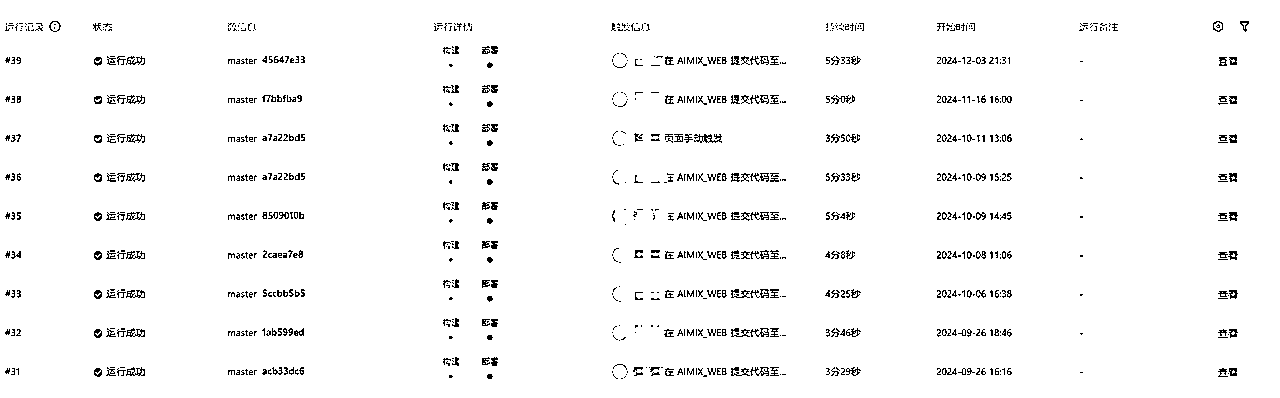 运行记录 状态 源信息 运行详情 触发信息 持续时间 开始时间 运行备注
构建 部署
#39 运行成功 master 45647e33 在 AIMIX_WEB 提交代码至... 5分33秒 2024-12-03 21:31 - 查看
构建 部署
#38 运行成功 master f7bbfba9 在 AIMIX_WEB 提交代码至... 5分0秒 2024-11-16 16:00 - 查看
构建 部署
#37 运行成功 master a7a22bd5 页面手动触发 3分50秒 2024-10-11 13:06 - 查看
构建 部署
#36 运行成功 master a7a22bd5 在 AIMIX_WEB 提交代码至... 5分33秒 2024-10-09 15:25 - 查看
构建 部署
#35 运行成功 master 8509010b 在 AIMIX_WEB 提交代码至... 5分4秒 2024-10-09 14:45 - 查看
构建 部署
#34 运行成功 master 2caea7e8 在 AIMIX_WEB 提交代码至... 4分8秒 2024-10-08 11:06 - 查看
构建 部署
#33 运行成功 master 5ccbb5b5 在 AIMIX_WEB 提交代码至... 4分25秒 2024-10-06 16:38 - 查看
构建 部署
#32 运行成功 master 1ab599ed 在 AIMIX_WEB 提交代码至... 3分46秒 2024-09-26 18:46 - 查看
构建 部署
#31 运行成功 master acb33dc6 在 AIMIX_WEB 提交代码至... 3分29秒 2024-09-26 16:16 - 查看